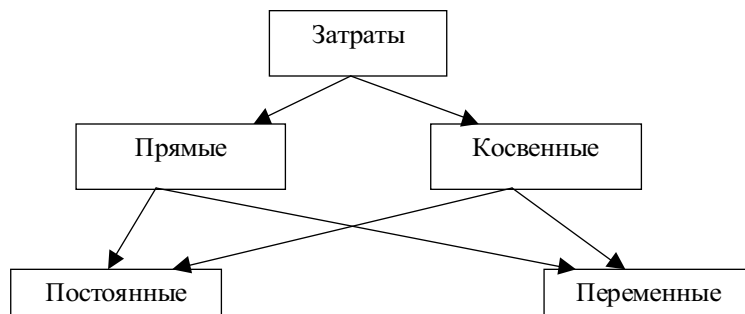 Затраты
Прямые
Косвенные
Постоянные
Переменные